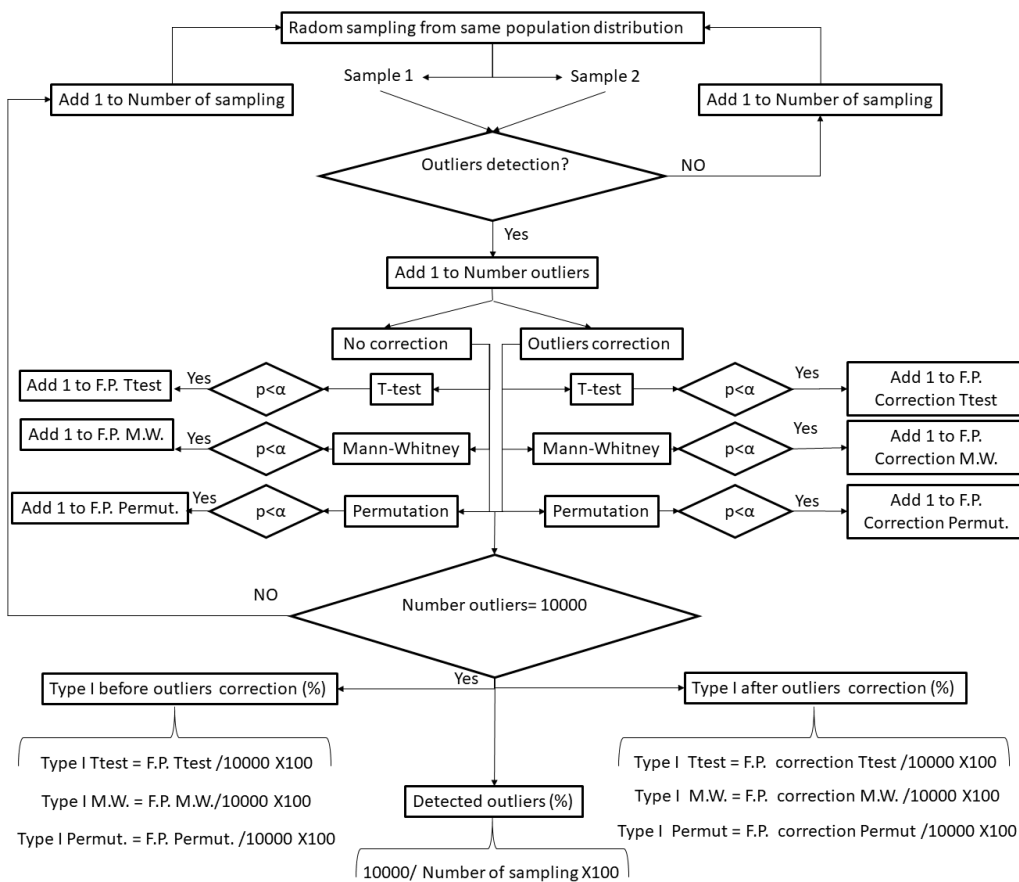 Radom sampling from same population distribution
Sample 1
Sample 2
Add 1 to Number of sampling
Add 1 to Number of sampling
Outliers detection?
NO
Yes
Add 1 to Number outliers
No correction
Outliers correction
Add 1 to F.P. Ttest
Yes
p<α
T-test
T-test
p<α
Yes
Add 1 to F.P.
Correction Ttest
Add 1 to F.P. M.W.
Yes
p<α
Mann-Whitney
Mann-Whitney
p<α
Yes
Add 1 to F.P.
Correction M.W.
Add 1 to F.P. Permut.
Yes
p<α
Permutation
Permutation
p<α
Yes
Add 1 to F.P.
Correction Permut.
NO
Number outliers= 10000
Yes
Type I before outliers correction (%)
Type I after outliers  correction (%)
Type I Ttest = F.P. Ttest /10000 X100
Type I M.W. = F.P. M.W./10000 X100
Type I Permut. = F.P. Permut. /10000 X100
Detected outliers (%)
10000/ Number of sampling X100
Type I  Ttest = F.P.  correction Ttest /10000 X100
Type I  M.W. = F.P.  correction M.W. /10000 X100
Type I  Permut = F.P.  correction Permut /10000 X100